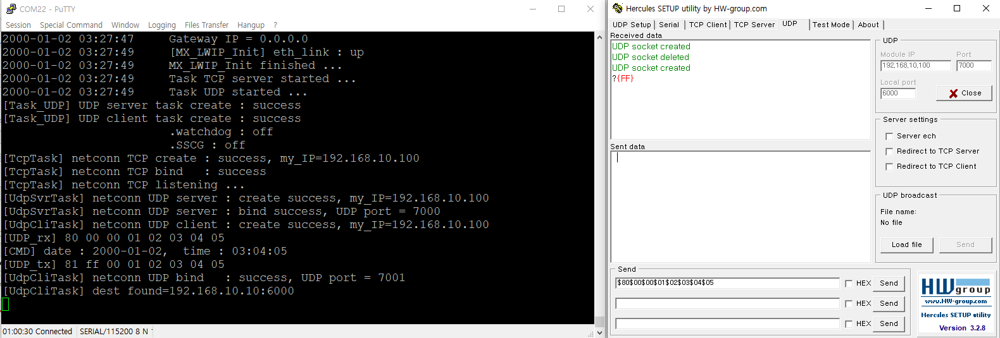 COM22 - PuTTY
Session Special Command Window Logging Files Transfer Hangup ?
2000-01-02 03:27:47 Gateway IP = 0.0.0.0
2000-01-02 03:27:49 [MX_LWIP_Init] eth_link : up
2000-01-02 03:27:49 MX_LWIP_Init finished ...
2000-01-02 03:27:49 Task TCP server started ...
2000-01-02 03:27:49 Task UDP started ...
[Task_UDP] UDP server task create : success
[Task_UDP] UDP client task create : success
.watchdog : off
.SSCG : off
[TcpTask] netconn TCP create : success, my_IP=192.168.10.100
[TcpTask] netconn TCP bind : success
[TcpTask] netconn TCP listening ...
[UdpSvrTask] netconn UDP server : create success, my_IP=192.168.10.100
[UdpSvrTask] netconn UDP server : bind success, UDP port = 7000
[UdpCliTask] netconn UDP client : create success, my_IP=192.168.10.100
[UDP_rx] 80 00 00 01 02 03 04 05
[CMD] date : 2000-01-02, time : 03:04:05
[UDP_tx] 81 ff 00 01 02 03 04 05
[UdpCliTask] netconn UDP bind : success, UDP port = 7001
[UdpCliTask] dest found=192.168.10.10:6000
01:00:30 Connected SERIAL/115200 8 N
Hercules SETUP utility by HW-group.com
UDP Setup Serial TCP Client TCP Server UDP Test Mode About
Received data
UDP socket created
UDP socket deleted
UDP socket created
?{FF}
Sent data
UDP
Module IP Port
192,168,10,100 7000
Local port
6000 Close
Server settings
Server ech
Redirect to TCP Server
Redirect to TCP Client
UDP broadcast
File name:
No file
Load file Send
Send
$80$00$00$01$02$03$04$05 HEX Send
HEX Send
HEX Send
HWgroup
www.HW-group.com
Hercules SETUP utility
Version 3.2.8